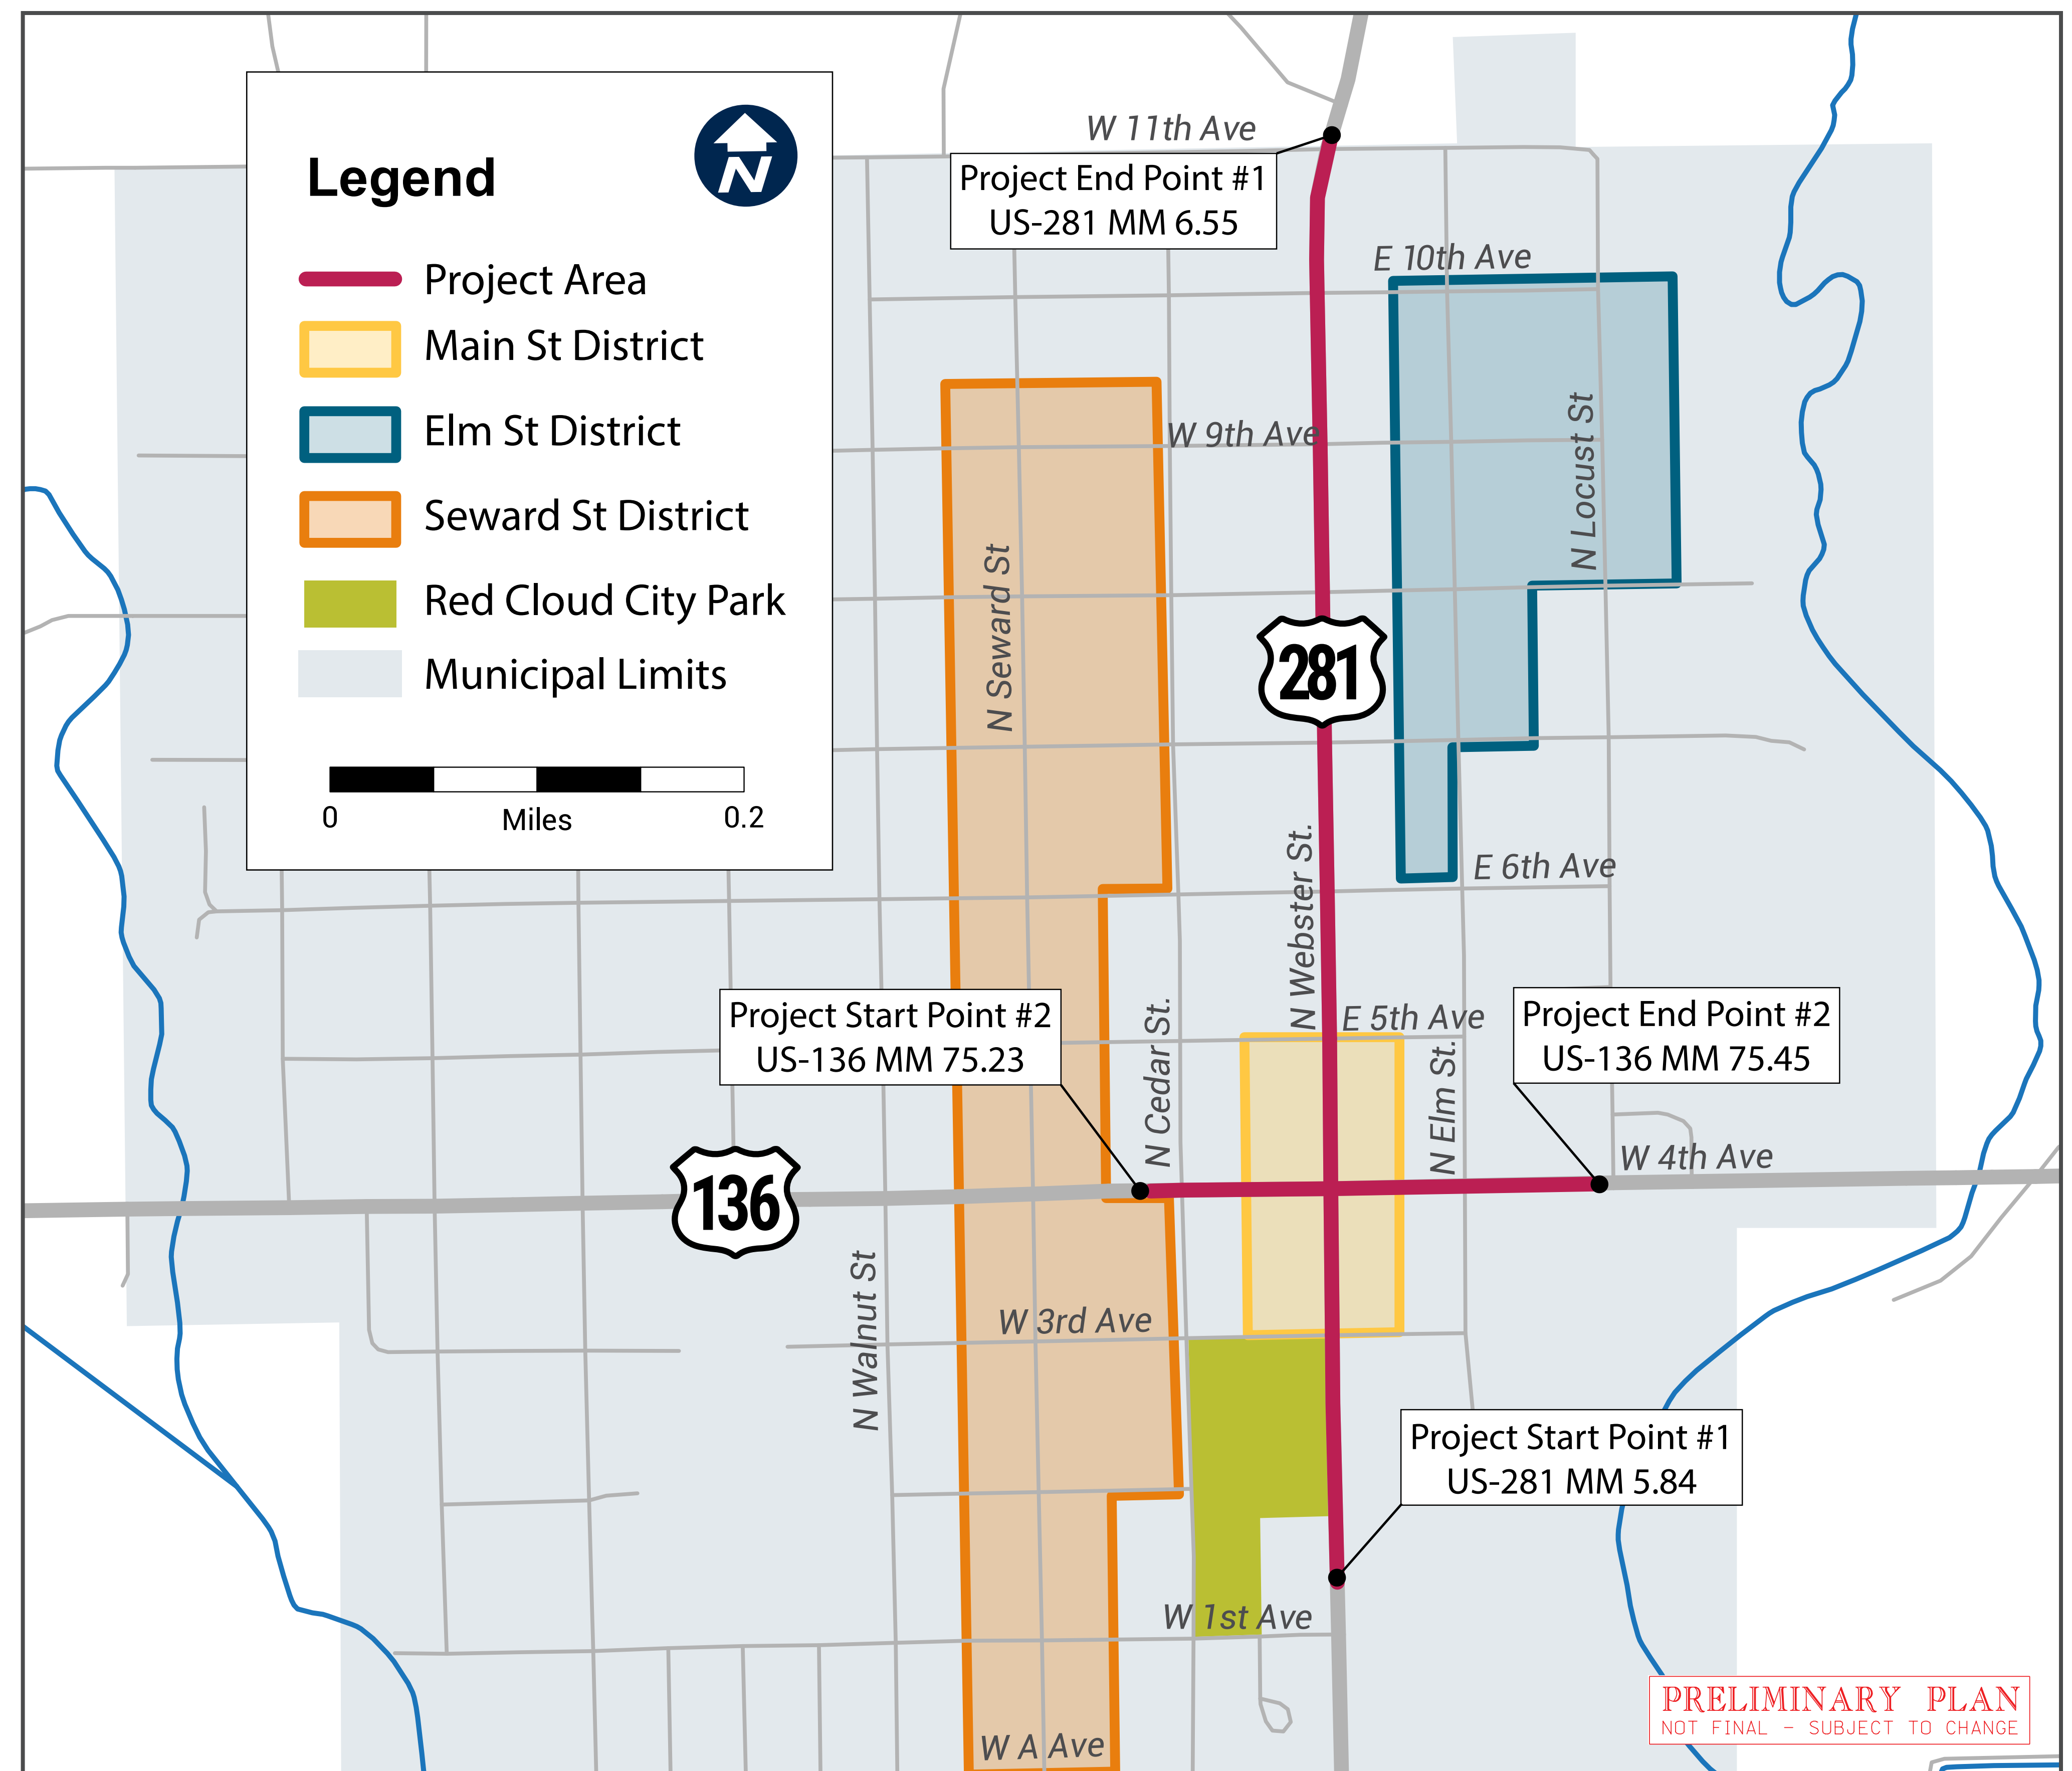 W 11th Ave
Project End Point #1
US-281 MM 6.55
Legend
N
Project Area
Main St District
Elm St District
Seward St District
Red Cloud City Park
Municipal Limits
0
Miles
0.2
E 10th Ave
W 9th Ave
N Locust St
N Seward St
281
E 6th Ave
N Webster St.
Project Start Point #2
US-136 MM 75.23
N Cedar St.
E 5th Ave
N Elm St.
Project End Point #2
US-136 MM 75.45
W 4th Ave
136
N Walnut St
W 3rd Ave
Project Start Point #1
US-281 MM 5.84
W 1st Ave
W A Ave
PRELIMINARY PLAN
NOT FINAL – SUBJECT TO CHANGE